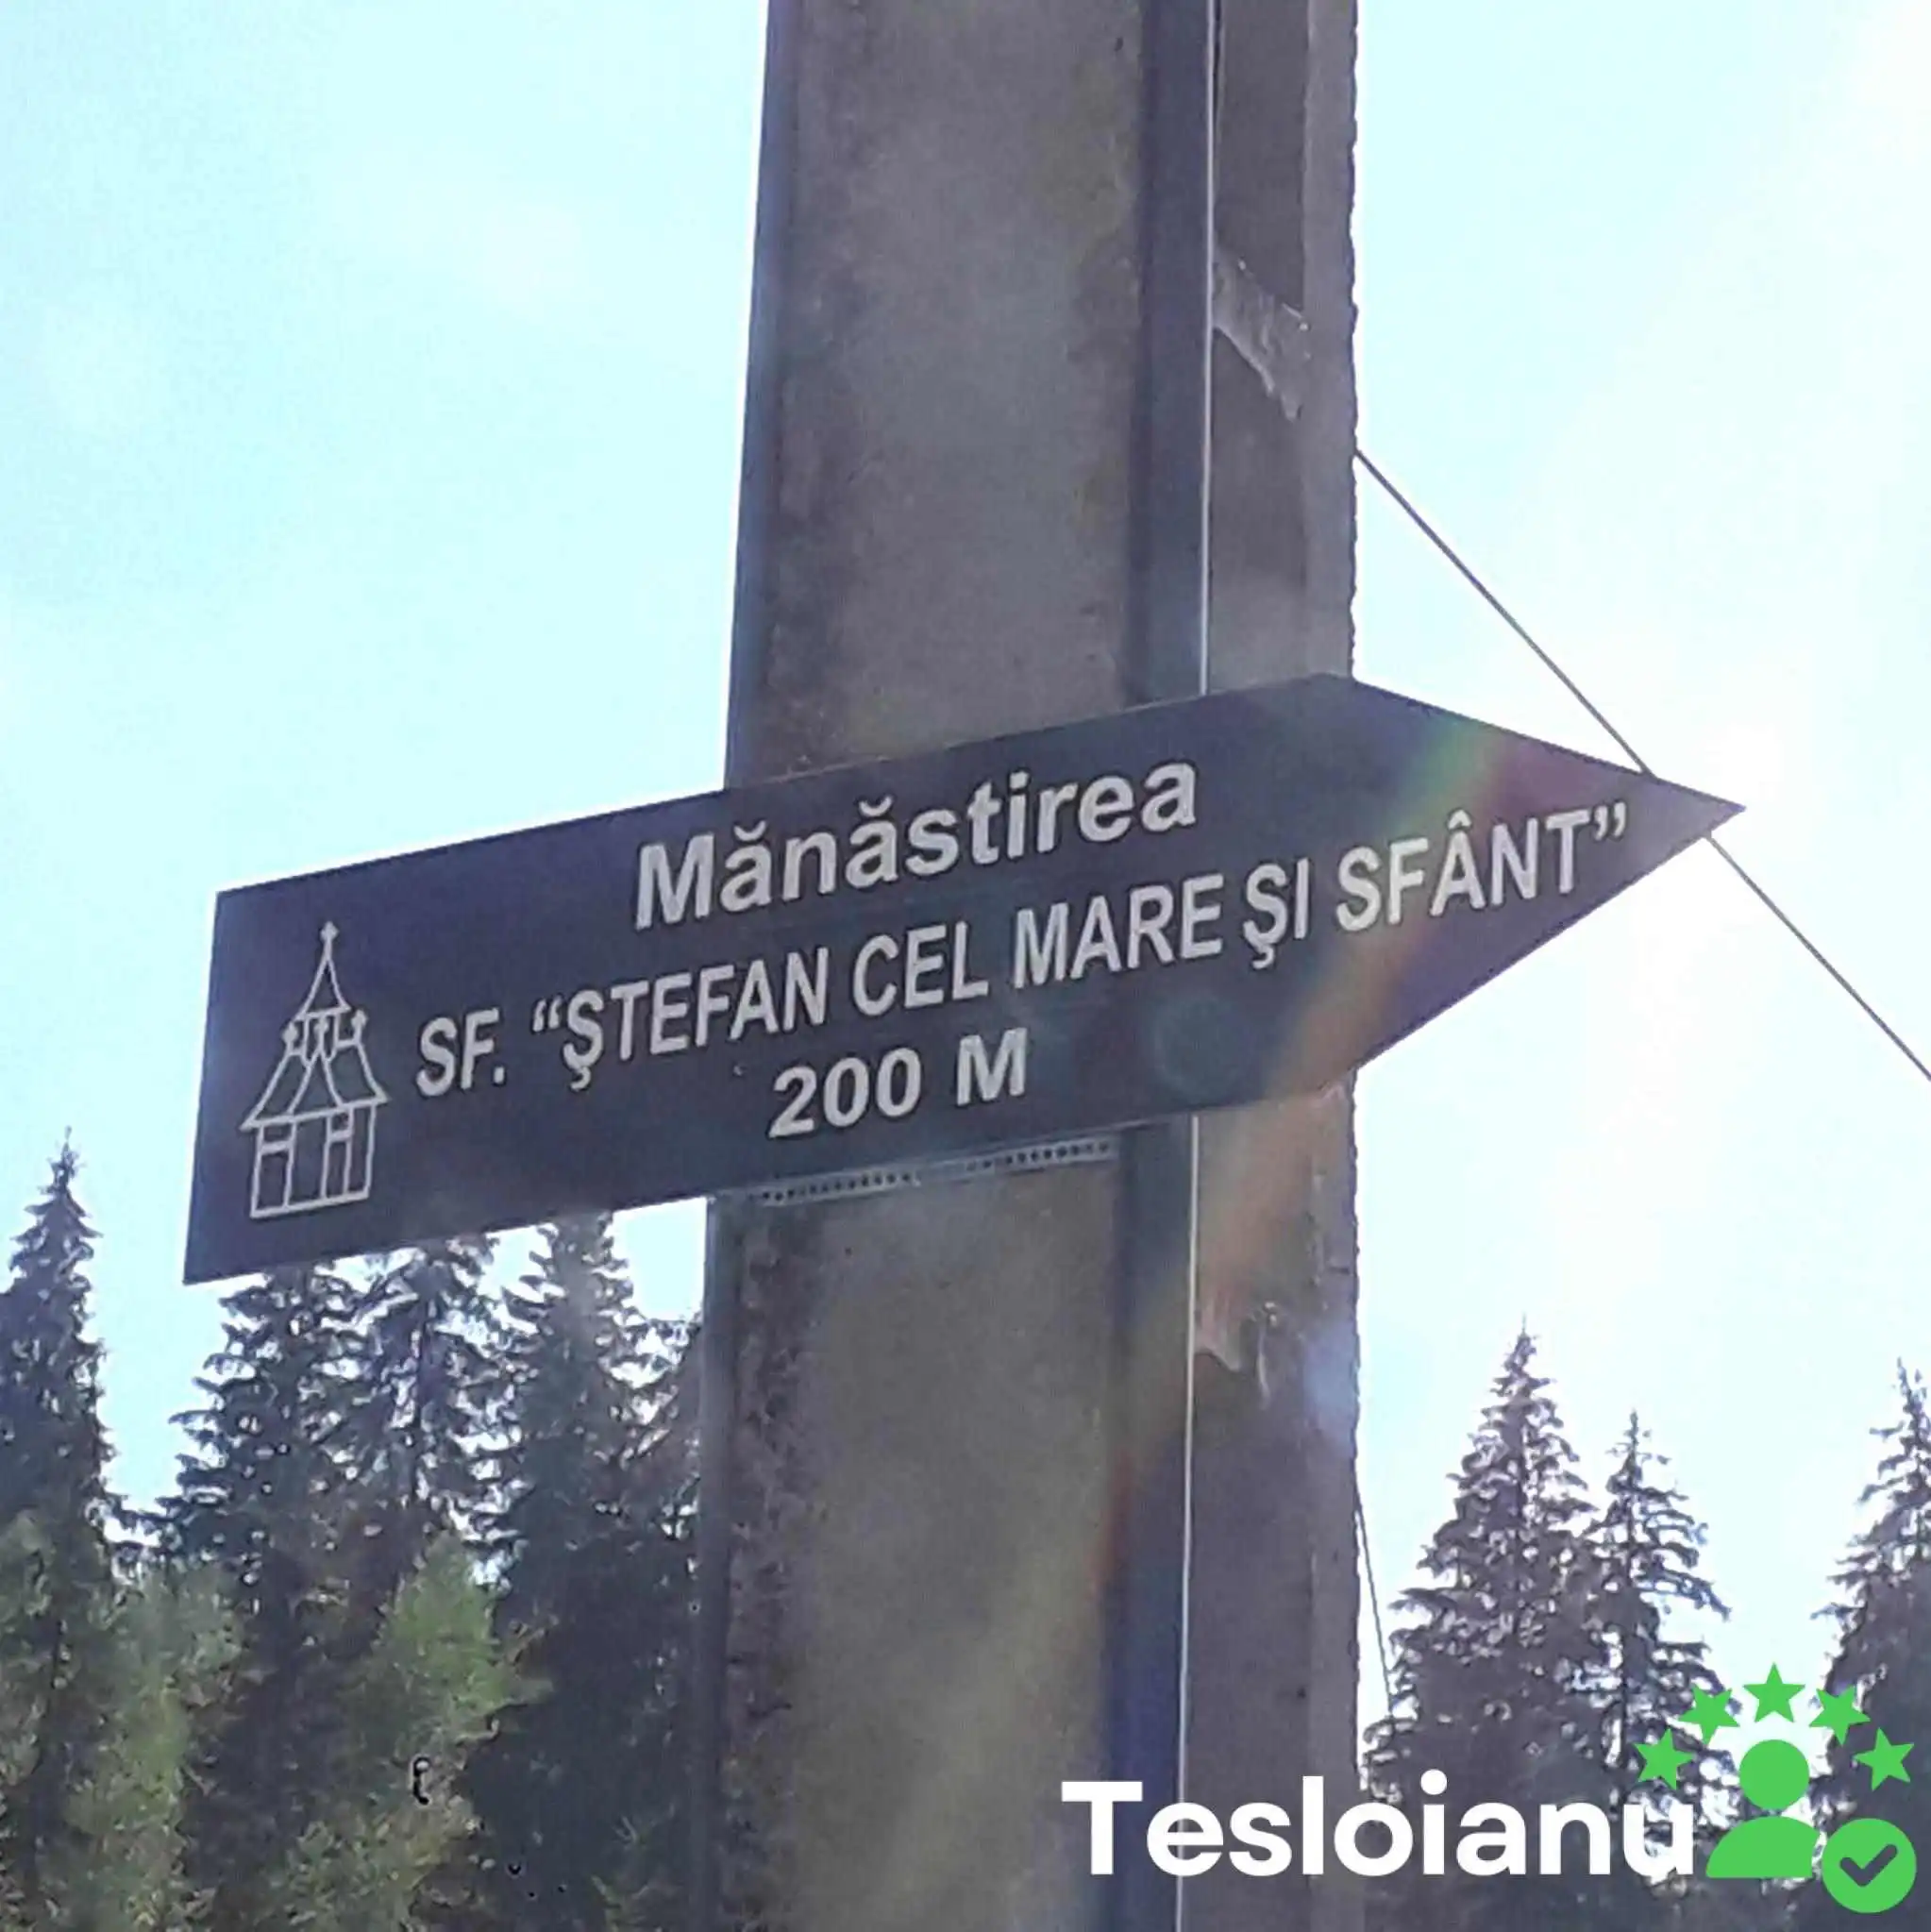 Mănăstirea
SF. “ŞTEFAN CEL MARE ŞI SFÂNT”
200 M
Tesloianu